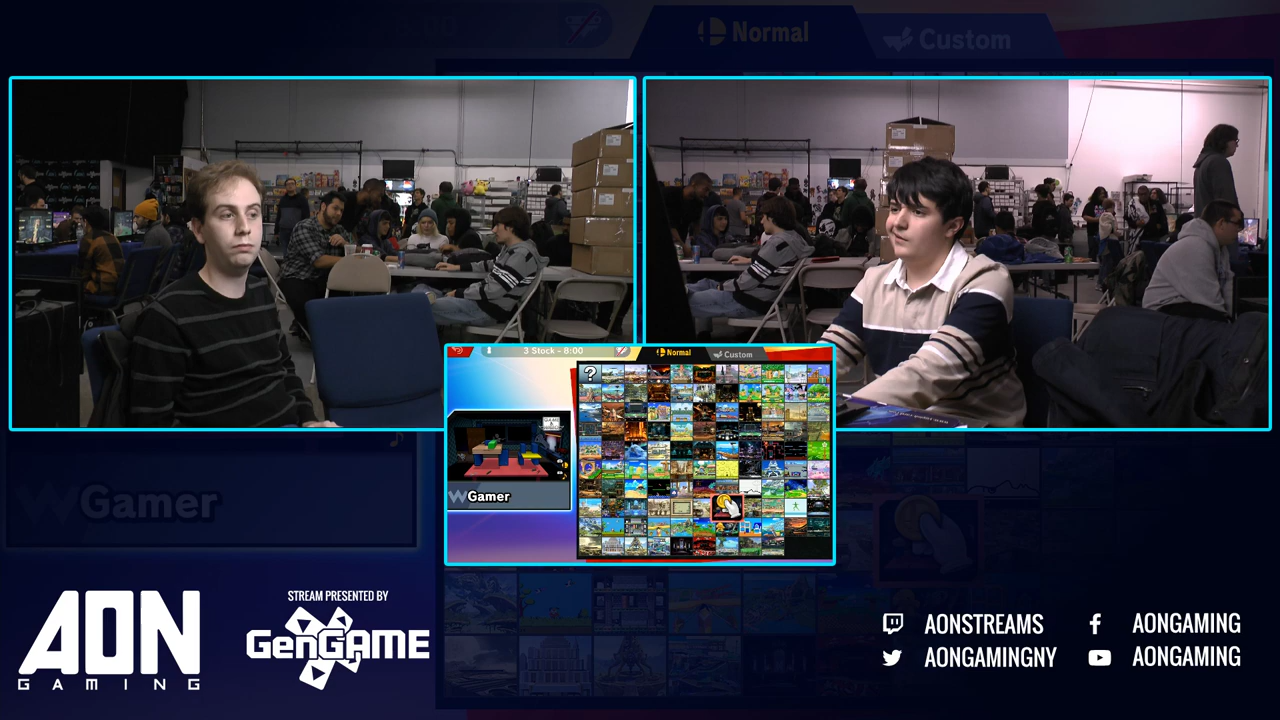 Normal
Custom
3 Stock - 8:00
Normal
Custom
GAME &
Gamer
Gamer
AON
GAMING
STREAM PRESENTED BY
GenGAME
AONSTREAMS
AONGAMING
AONGAMINGNY
AONGAMING